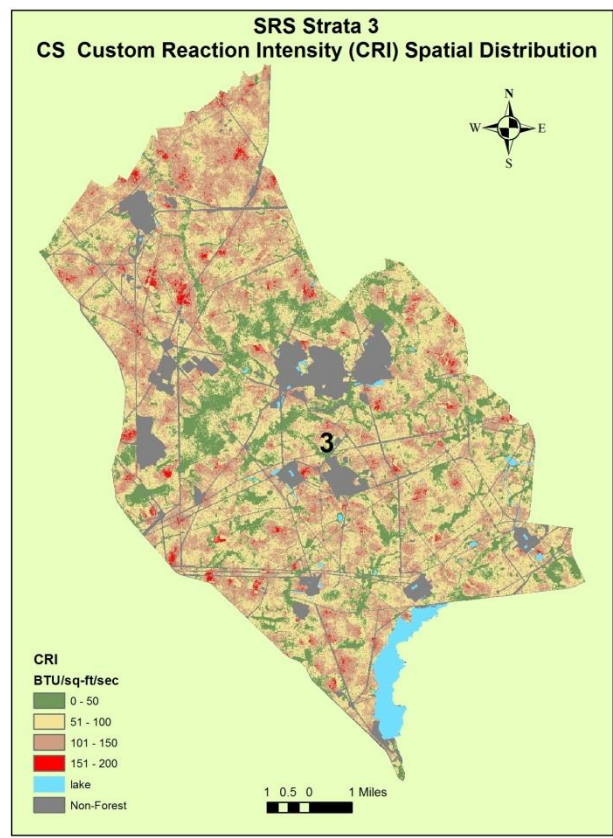 SRS Strata 3
CS Custom Reaction Intensity (CRI) Spatial Distribution
N
W
E
S
3
CRI
BTU/sq-ft/sec
0 - 50
51 - 100
101 - 150
151 - 200
lake
Non-Forest
1 0.5 0 1 Miles